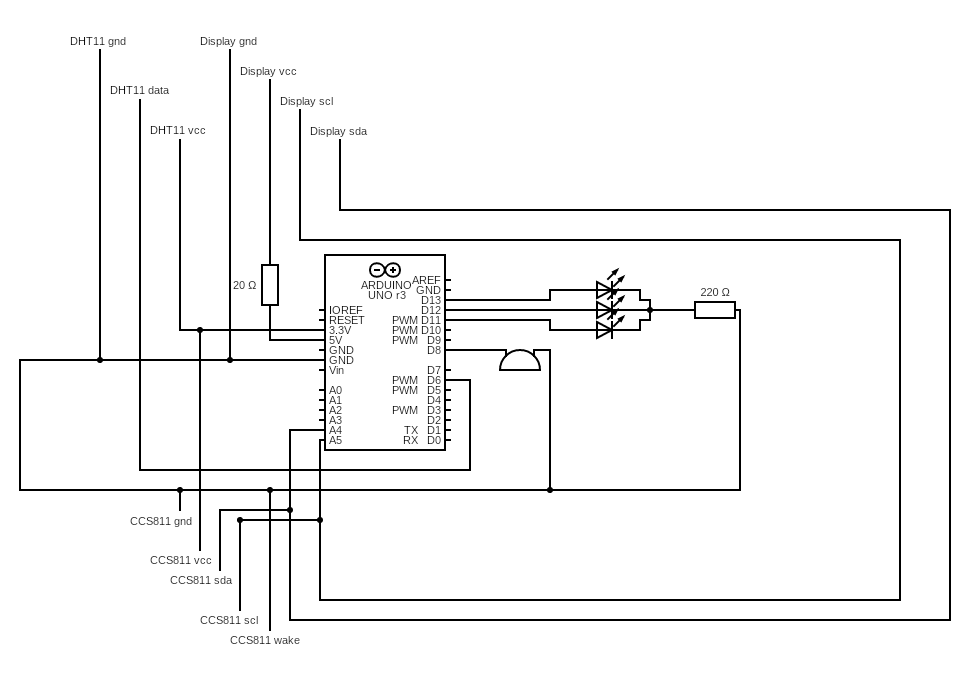 DHT11 gnd
Display gnd
Display vcc
DHT11 data
Display scl
DHT11 vcc
Display sda
20 Ω
220 Ω
ARDUINO
UNO r3
AREF
GND
D13
IOREF D12
RESET PWM D11
3.3V PWM D10
5V PWM D9
GND D8
GND
Vin D7
PWM D6
A0 PWM D5
A1 D4
A2 PWM D3
A3 D2
A4 TX D1
A5 RX D0
CCS811 gnd
CCS811 vcc
CCS811 sda
CCS811 scl
CCS811 wake